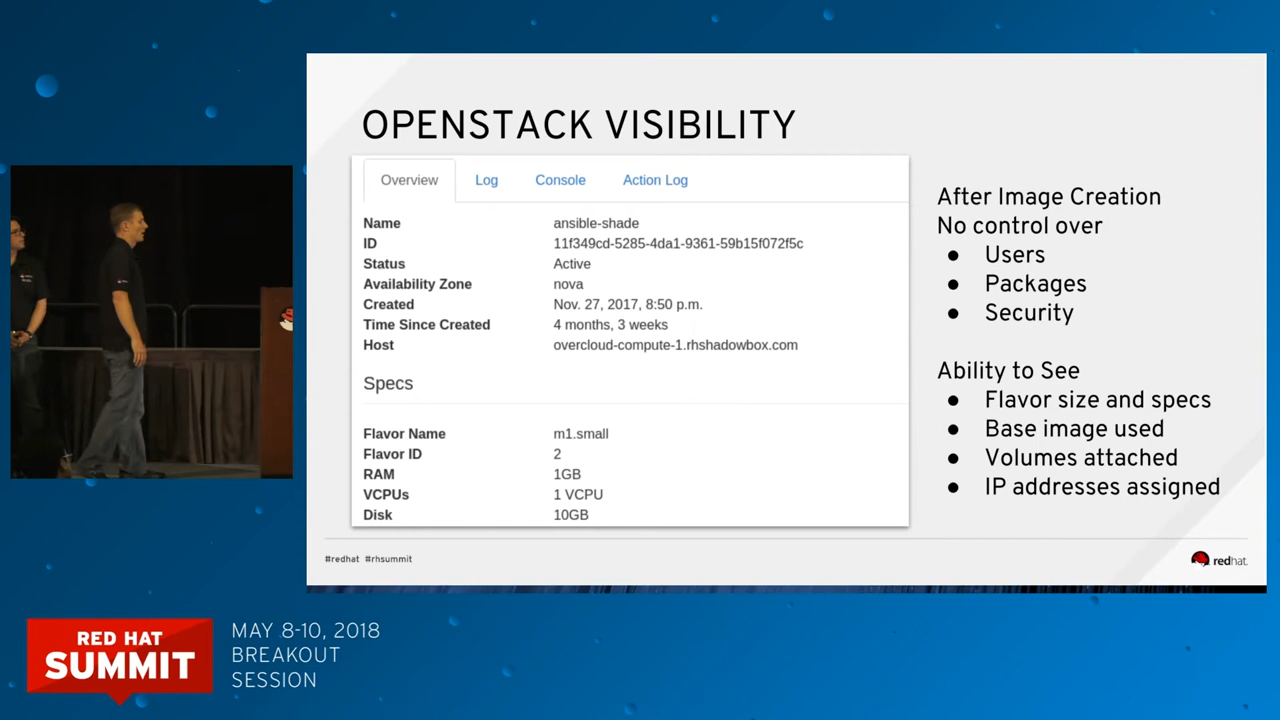 OPENSTACK VISIBILITY
Overview Log Console Action Log
Name ansible-shade
ID 11f349cd-5285-4da1-9361-59b15f072f5c
Status Active
Availability Zone nova
Created Nov. 27, 2017, 8:50 p.m.
Time Since Created 4 months, 3 weeks
Host overcloud-compute-1.rhshadowbox.com
Specs
Flavor Name m1.small
Flavor ID 2
RAM 1GB
VCPUs 1 VCPU
Disk 10GB
After Image Creation
No control over
● Users
● Packages
● Security
Ability to See
● Flavor size and specs
● Base image used
● Volumes attached
● IP addresses assigned
#redhat #rhsummit
redhat.
RED HAT
SUMMIT
MAY 8-10, 2018
BREAKOUT
SESSION